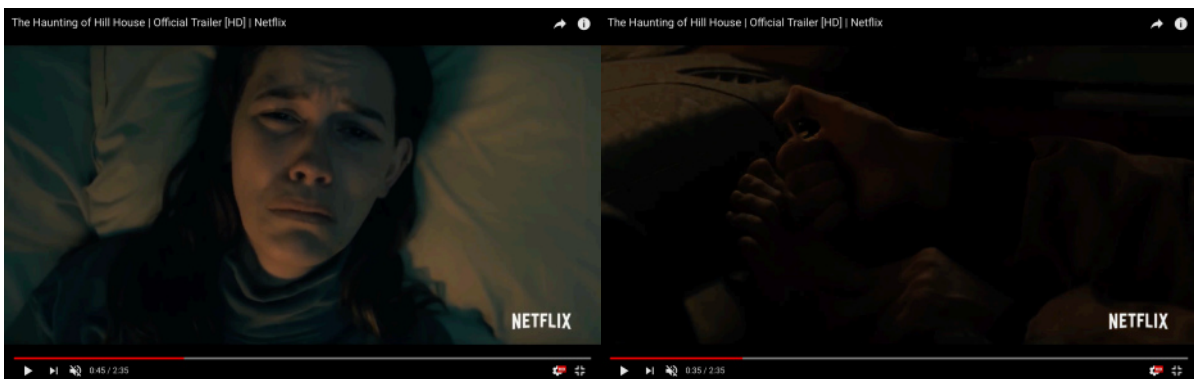 The Haunting of Hill House | Official Trailer [HD] | Netflix
NETFLIX
0:45 / 2:35
The Haunting of Hill House | Official Trailer [HD] | Netflix
NETFLIX
0:35 / 2:35